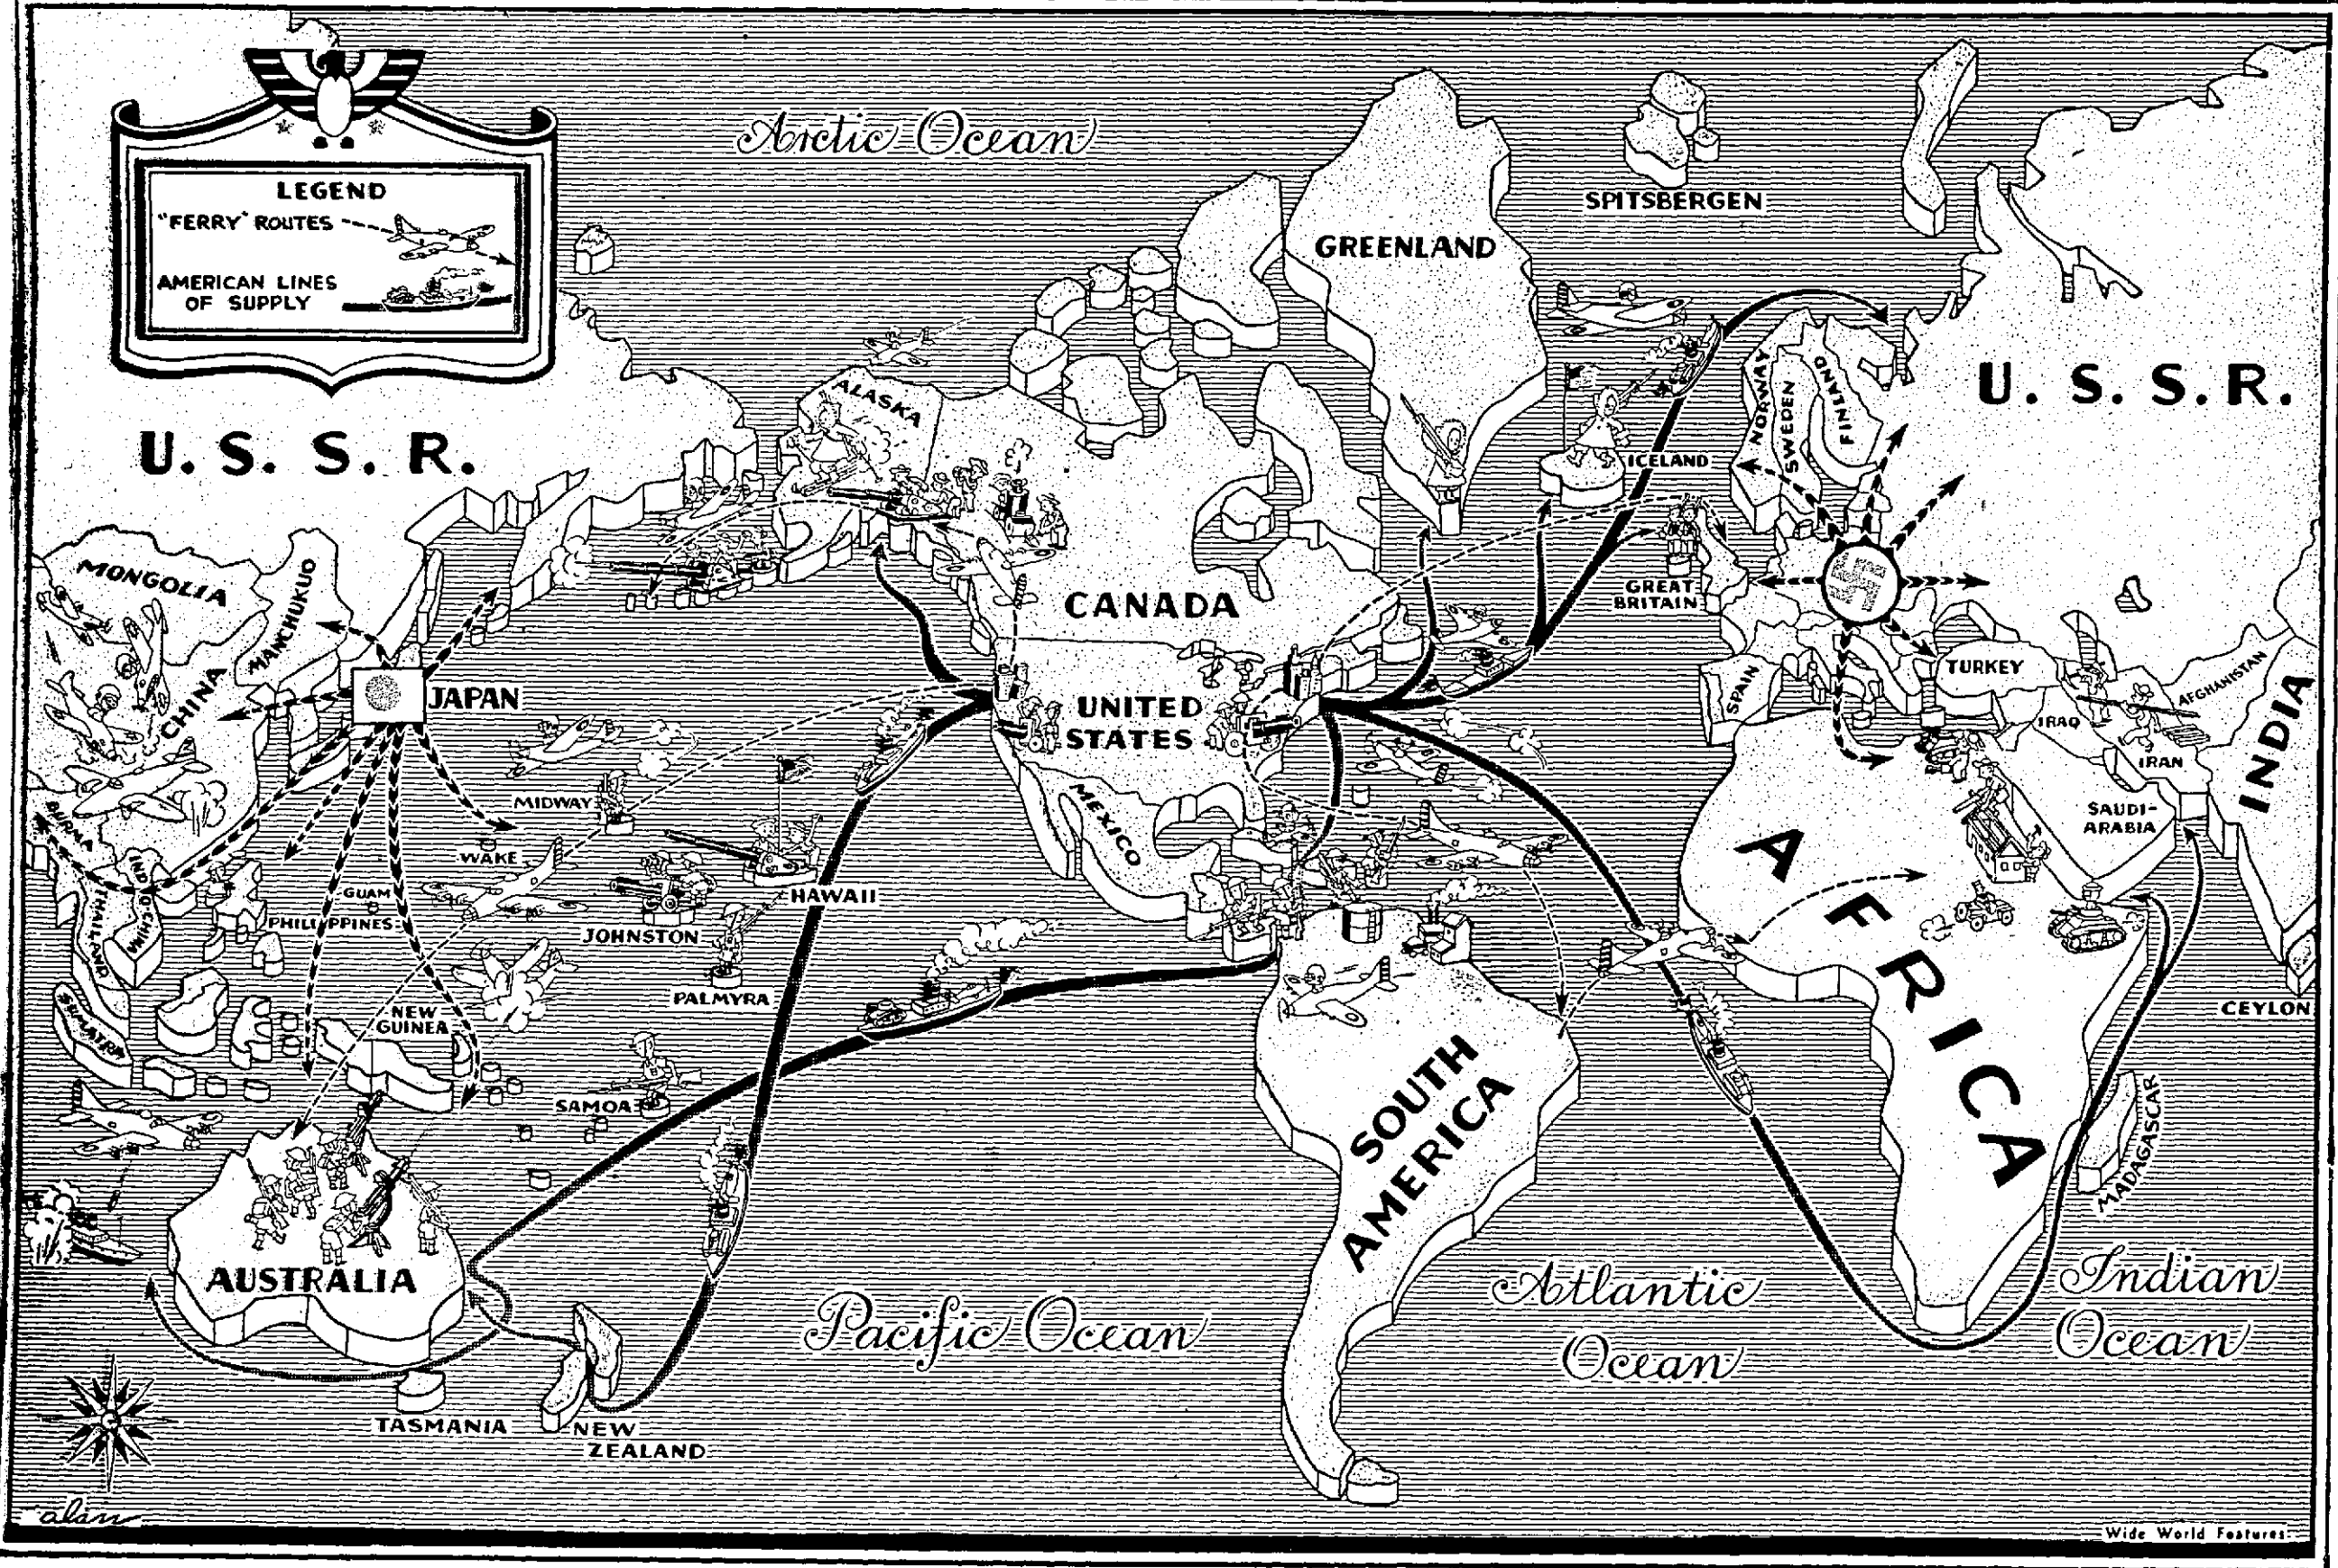 LEGEND
"FERRY" ROUTES
AMERICAN LINES
OF SUPPLY
Arctic Ocean
SPITSBERGEN
GREENLAND
U. S. S. R.
ALASKA
NORWAY
SWEDEN
FINLAND
U. S. S. R.
ICELAND
MONGOLIA
MANCHUKUO
CANADA
GREAT
BRITAIN
CHINA
JAPAN
UNITED
STATES
SPAIN
TURKEY
AFGHANISTAN
IRAQ
IRAN
INDIA
MIDWAY
MEXICO
SAUDI-
ARABIA
BURMA
WAKE
INDO-CHINA
THAILAND
GUAM
PHILIPPINES
HAWAII
JOHNSTON
AFRICA
PALMYRA
NEW
GUINEA
SUMATRA
CEYLON
SAMOA
SOUTH
AMERICA
MADAGASCAR
AUSTRALIA
Pacific Ocean
Atlantic
Ocean
Indian
Ocean
TASMANIA
NEW
ZEALAND
alan
Wide World Features